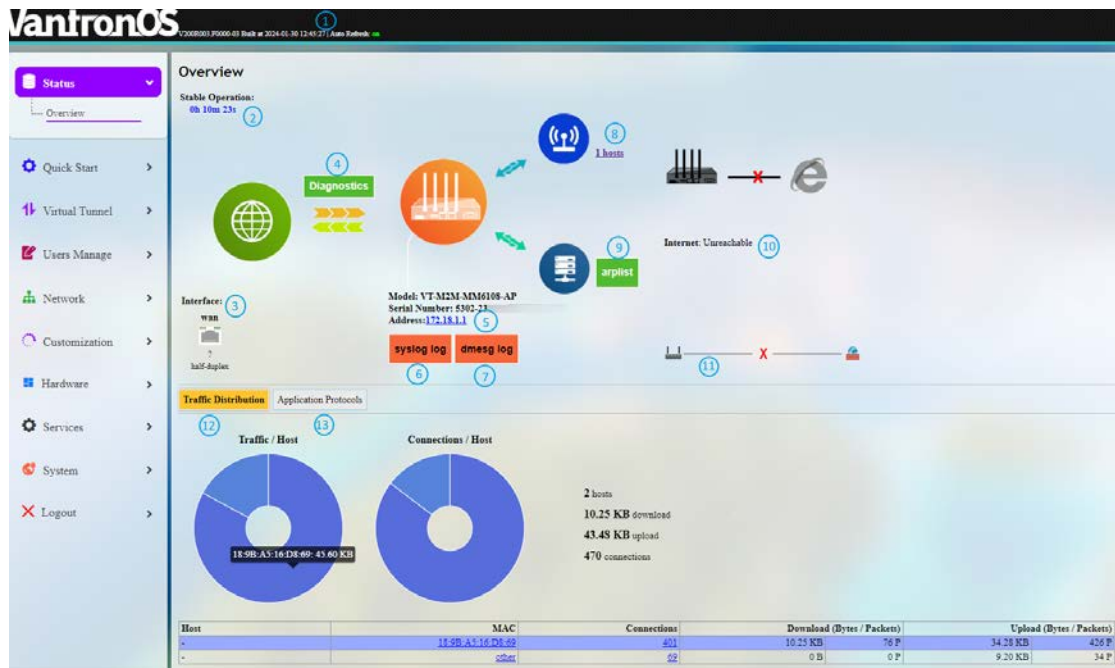 VantronOS
V200R003.F0000-03 Built at 2024-01-30 12:45:27 | Auto Refresh: on
1
Status
Overview
Quick Start
Virtual Tunnel
Users Manage
Network
Customization
Hardware
Services
System
Logout
Overview
Stable Operation:
0h 10m 23s
2
4
Diagnostics
8
1 hosts
9
arplist
Internet: Unreachable
10
Interface:
3
wan
?
half-duplex
Model: VT-M2M-MM6108-AP
Serial Number: 5302-23
Address:172.18.1.1
5
syslog log
dmesg log
6
7
11
Traffic Distribution
Application Protocols
12
13
Traffic / Host
Connections / Host
18:9B:A5:16:D8:69: 45.60 KB
2 hosts
10.25 KB download
43.48 KB upload
470 connections
Host MAC Connections Download (Bytes / Packets) Upload (Bytes / Packets)
- 18:9B:A5:16:D8:69 401 10.25 KB 76 P 34.28 KB 426 P
- other 69 0 B 0 P 9.20 KB 34 P